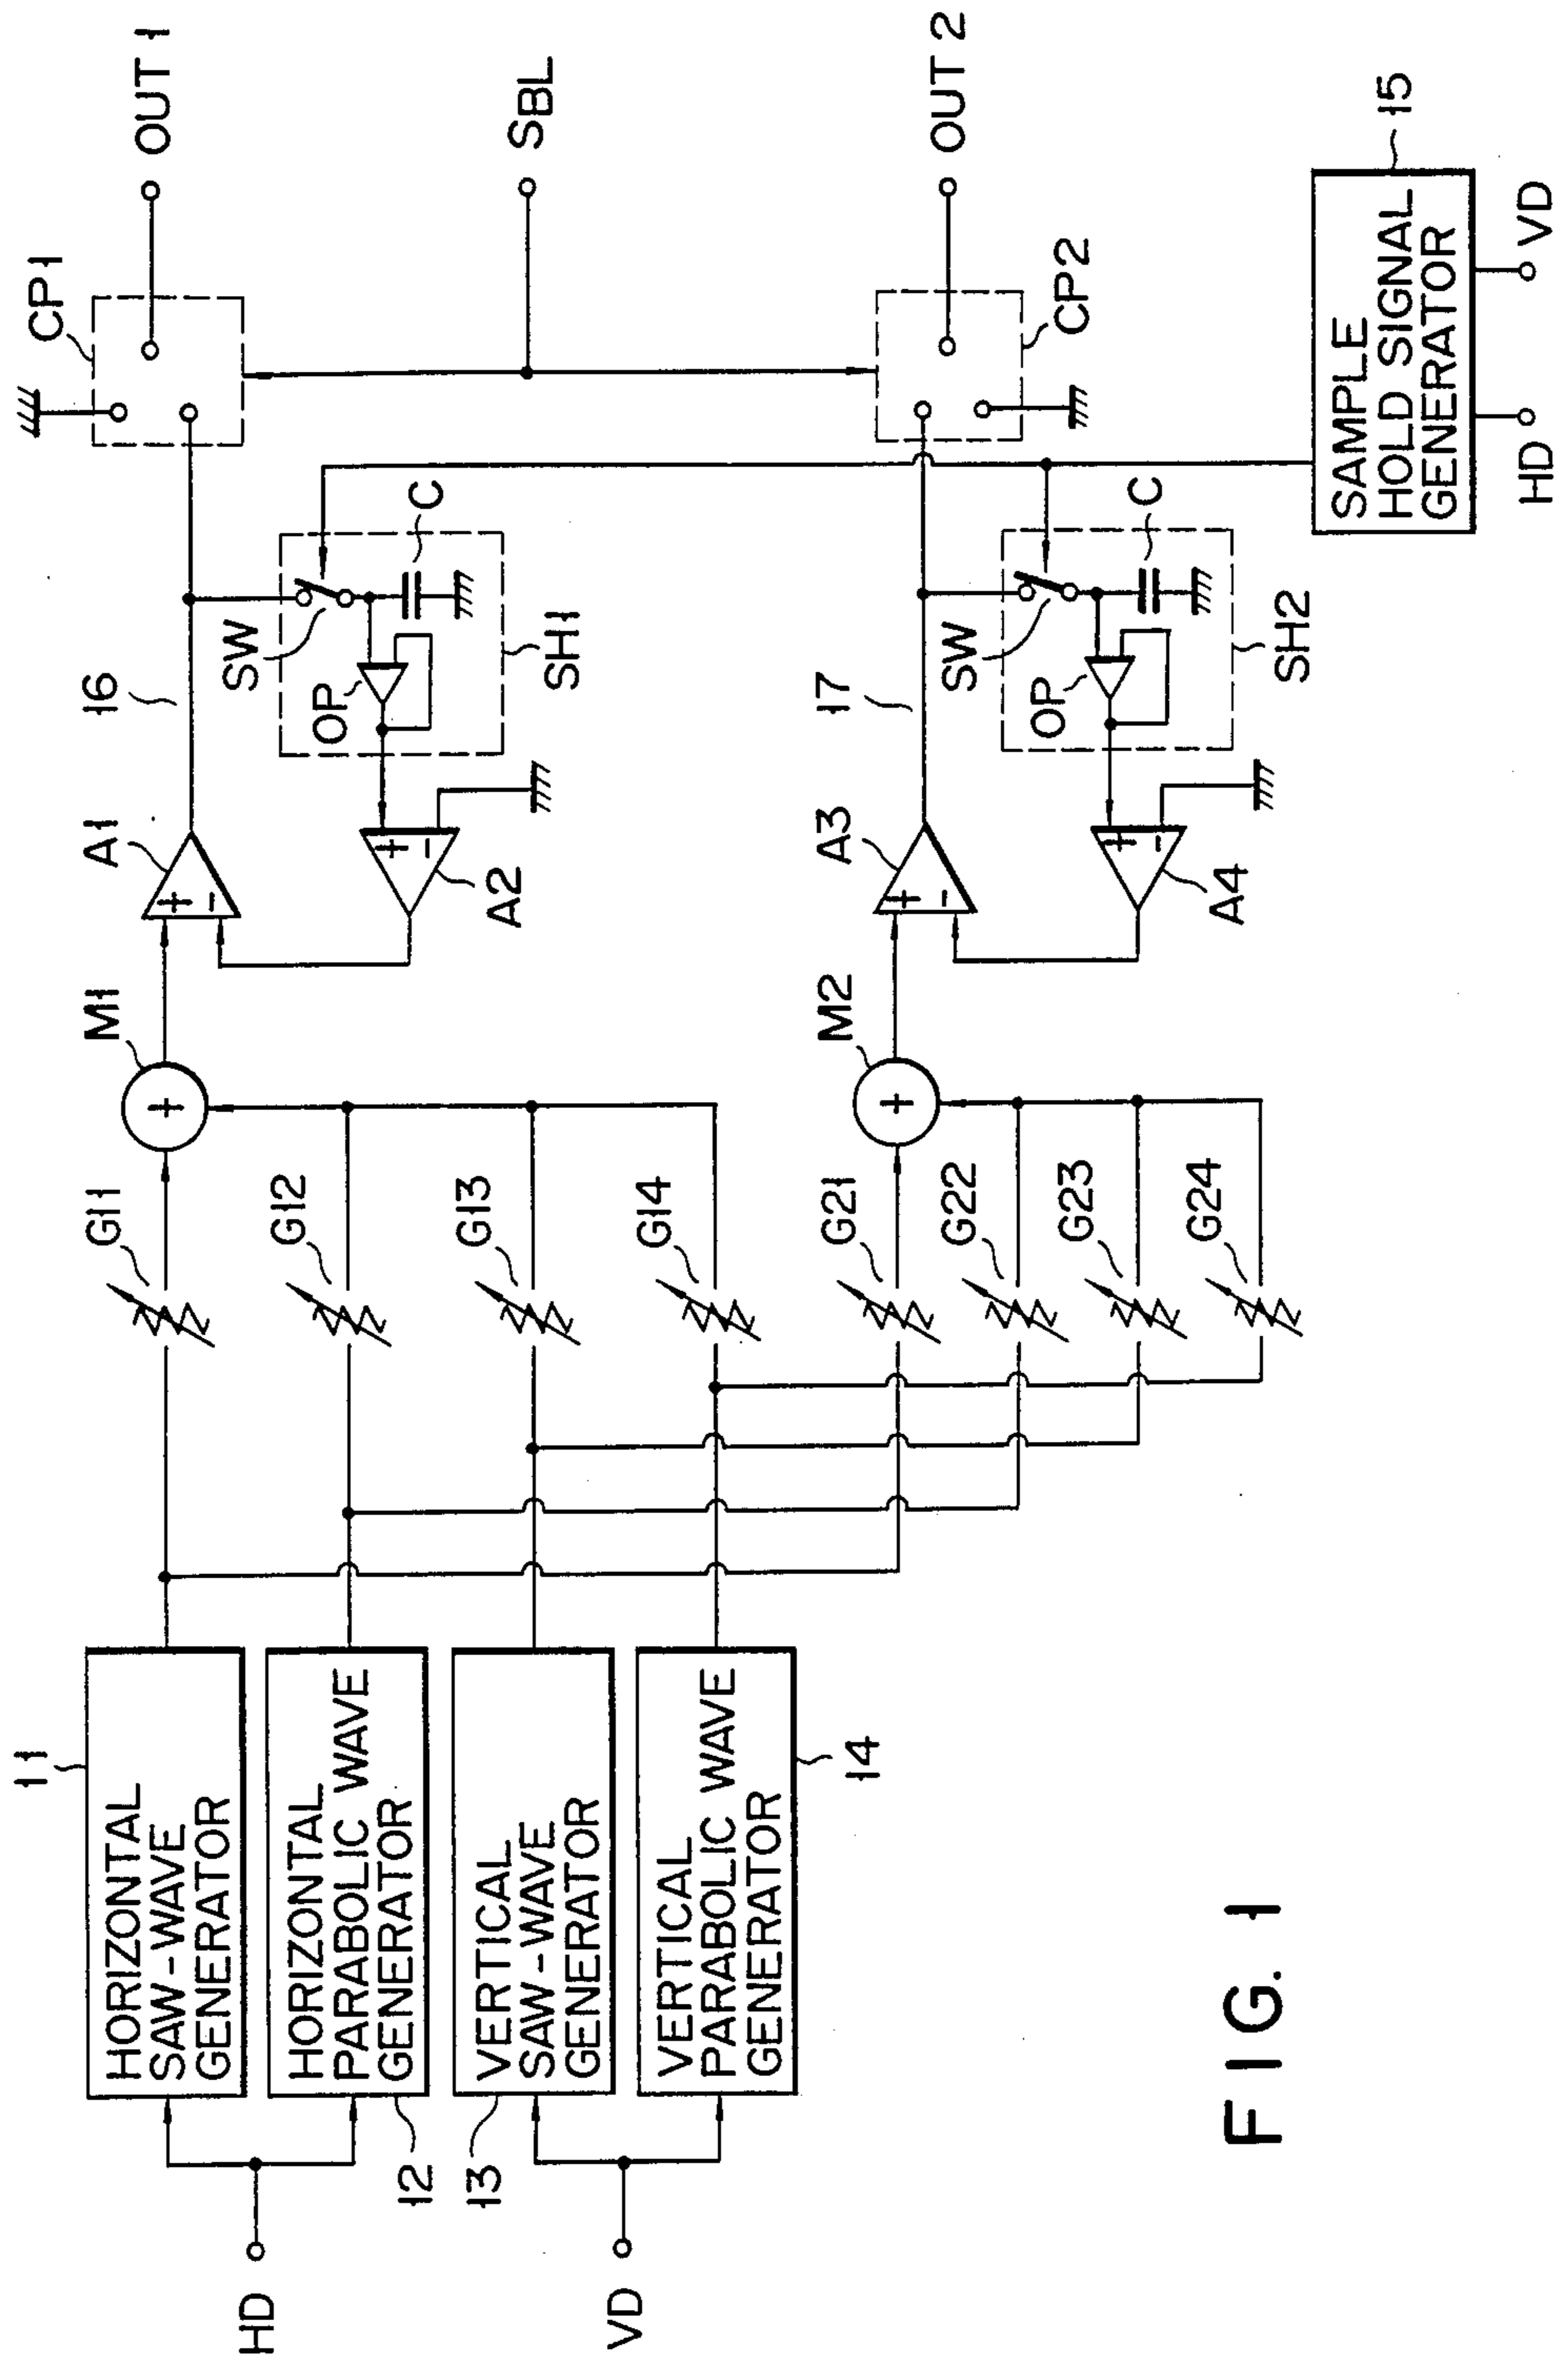 HD
VD
11
HORIZONTAL
SAW-WAVE
GENERATOR
12
HORIZONTAL
PARABOLIC WAVE
GENERATOR
13
VERTICAL
SAW-WAVE
GENERATOR
14
VERTICAL
PARABOLIC WAVE
GENERATOR
G11
G12
G13
G14
G21
G22
G23
G24
M1
+
M2
+
A1
+
-
16
A2
+
-
SW
OP
C
SH1
A3
+
-
17
A4
+
-
SW
OP
C
SH2
CP1
OUT 1
SBL
CP2
OUT 2
SAMPLE
HOLD SIGNAL
GENERATOR
15
HD
VD
FIG. 1